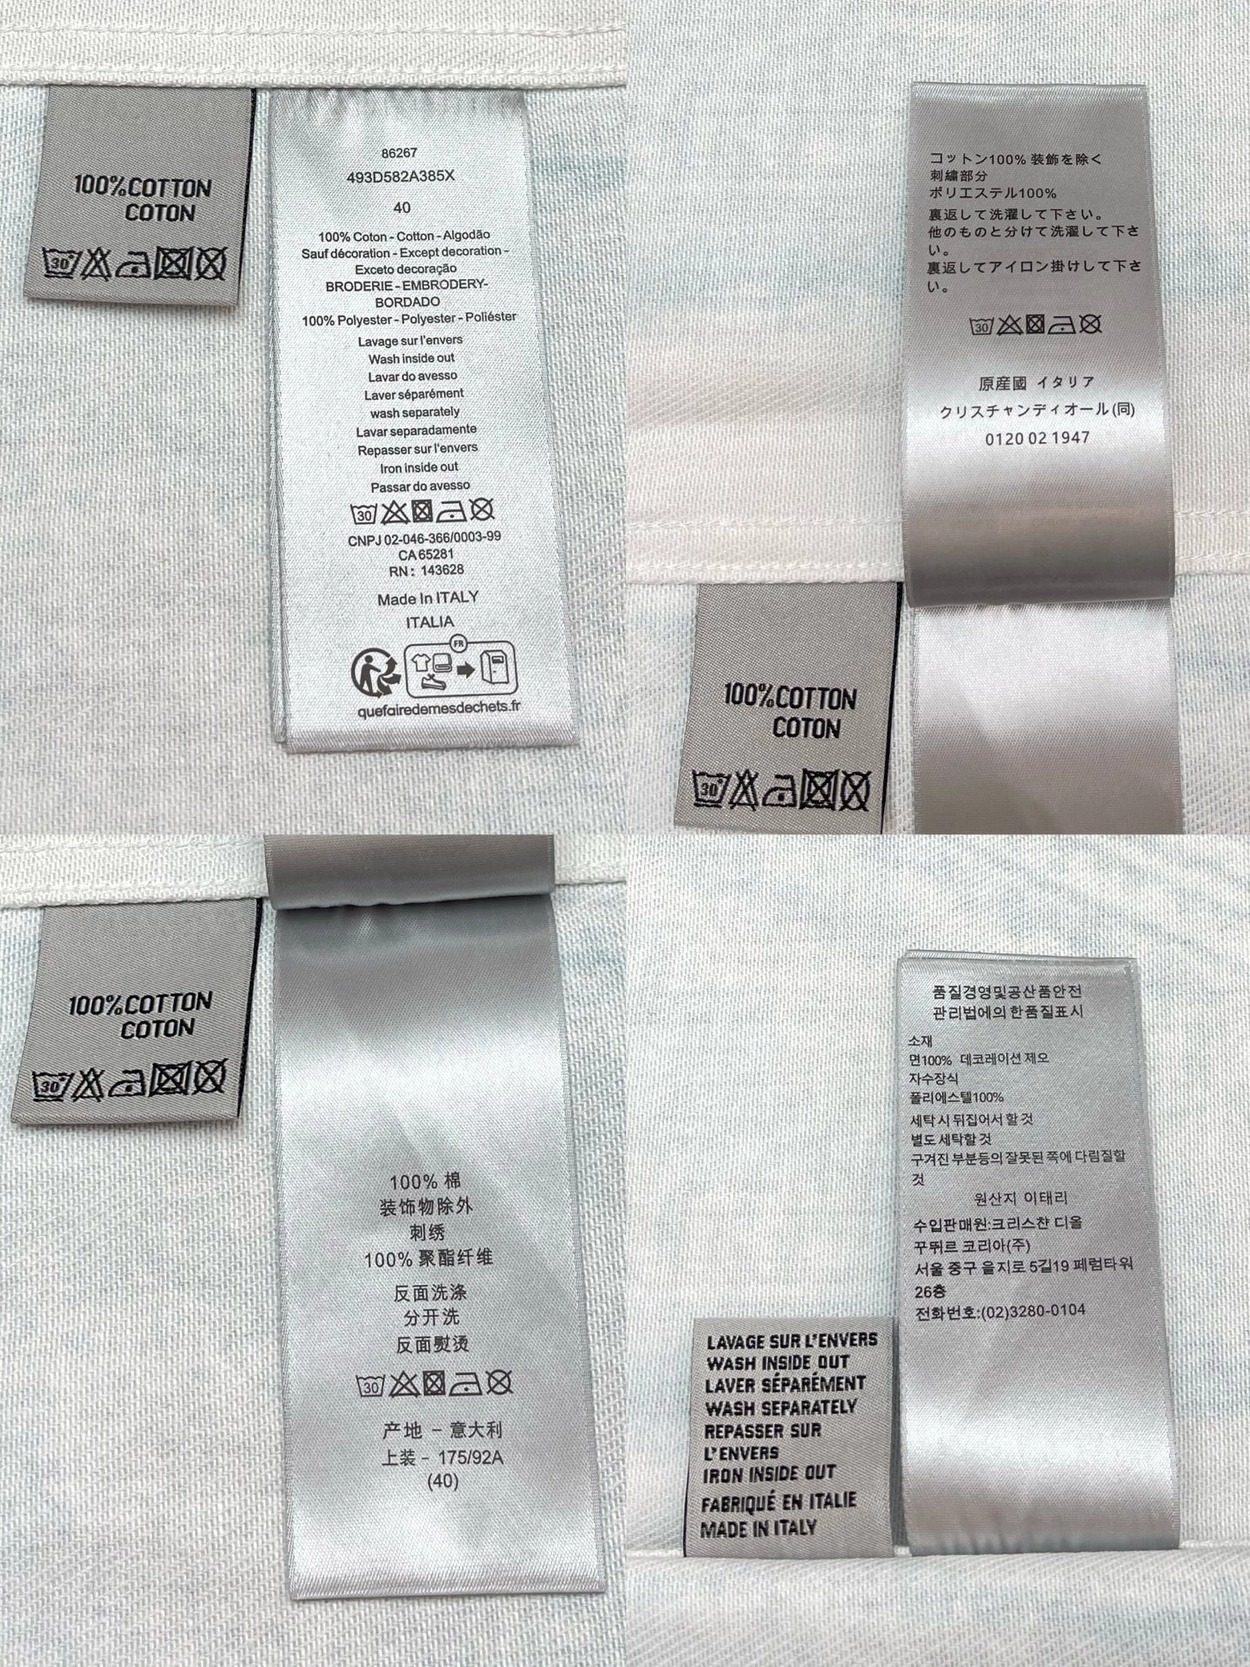 100%COTTON
COTON
30°
86267
493D582A385X
40
100% Coton - Cotton - Algodão
Sauf décoration - Except decoration -
Exceto decoração
BRODERIE - EMBRODERY-
BORDADO
100% Polyester - Polyester - Poliéster
Lavage sur l'envers
Wash inside out
Lavar do avesso
Laver séparément
wash separately
Lavar separadamente
Repasser sur l'envers
Iron inside out
Passar do avesso
30
CNPJ 02-046-366/0003-99
CA 65281
RN : 143628
Made In ITALY
ITALIA
FR
quefairedemesdechets.fr
コットン100% 装飾を除く
刺繍部分
ポリエステル100%
裏返して洗濯して下さい。
他のものと分けて洗濯して下さ
い。
裏返してアイロン掛けして下さ
い。
30
原産國 イタリア
クリスチャンディオール(同)
0120 02 1947
100%COTTON
COTON
30°
100%COTTON
COTON
30°
100% 棉
装饰物除外
刺绣
100% 聚酯纤维
反面洗涤
分开洗
反面熨烫
30
产地 - 意大利
上装 - 175/92A
(40)
품질경영및공산품안전
관리법에의한품질표시
소재
면100% 데코레이션 제오
자수장식
폴리에스텔100%
세탁 시 뒤집어서 할 것
별도 세탁할 것
구겨진 부분등의 잘못된 쪽에 다림질할
것
원산지 이태리
수입판매원:크리스챤 디올
꾸뛰르 코리아(주)
서울 중구 을지로 5길19 페럼타워
26층
전화번호:(02)3280-0104
LAVAGE SUR L'ENVERS
WASH INSIDE OUT
LAVER SÉPARÉMENT
WASH SEPARATELY
REPASSER SUR
L'ENVERS
IRON INSIDE OUT
FABRIQUÉ EN ITALIE
MADE IN ITALY